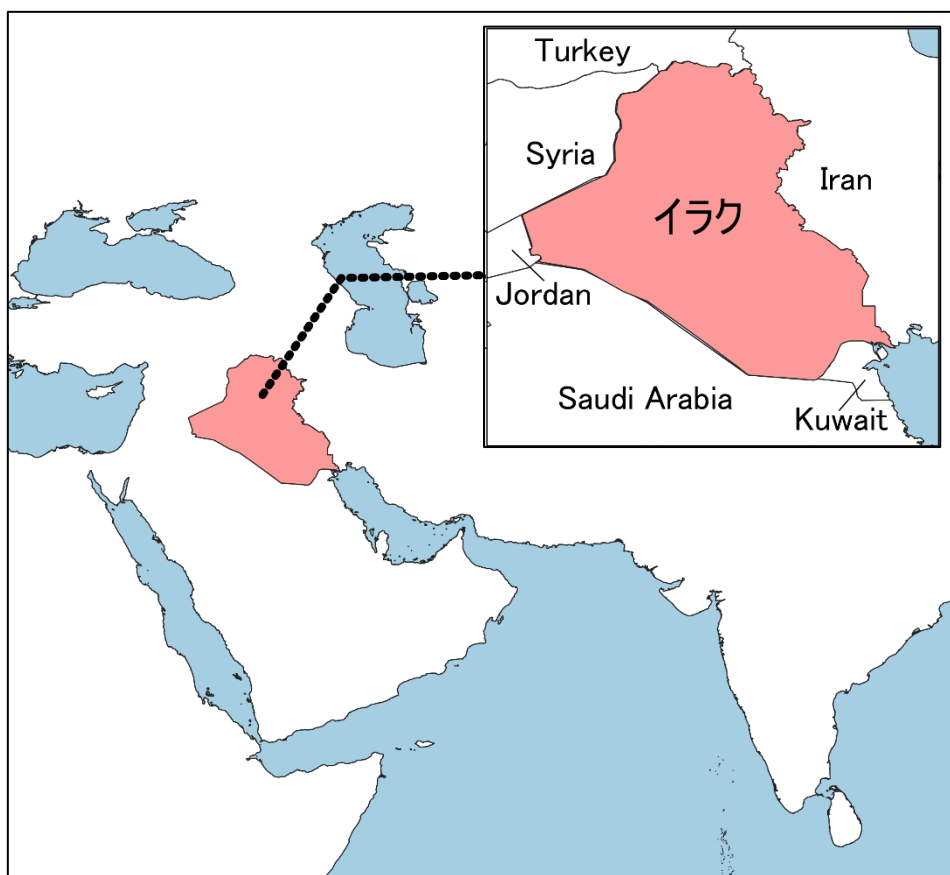 Turkey
Syria
Iran
イラク
Jordan
Saudi Arabia
Kuwait